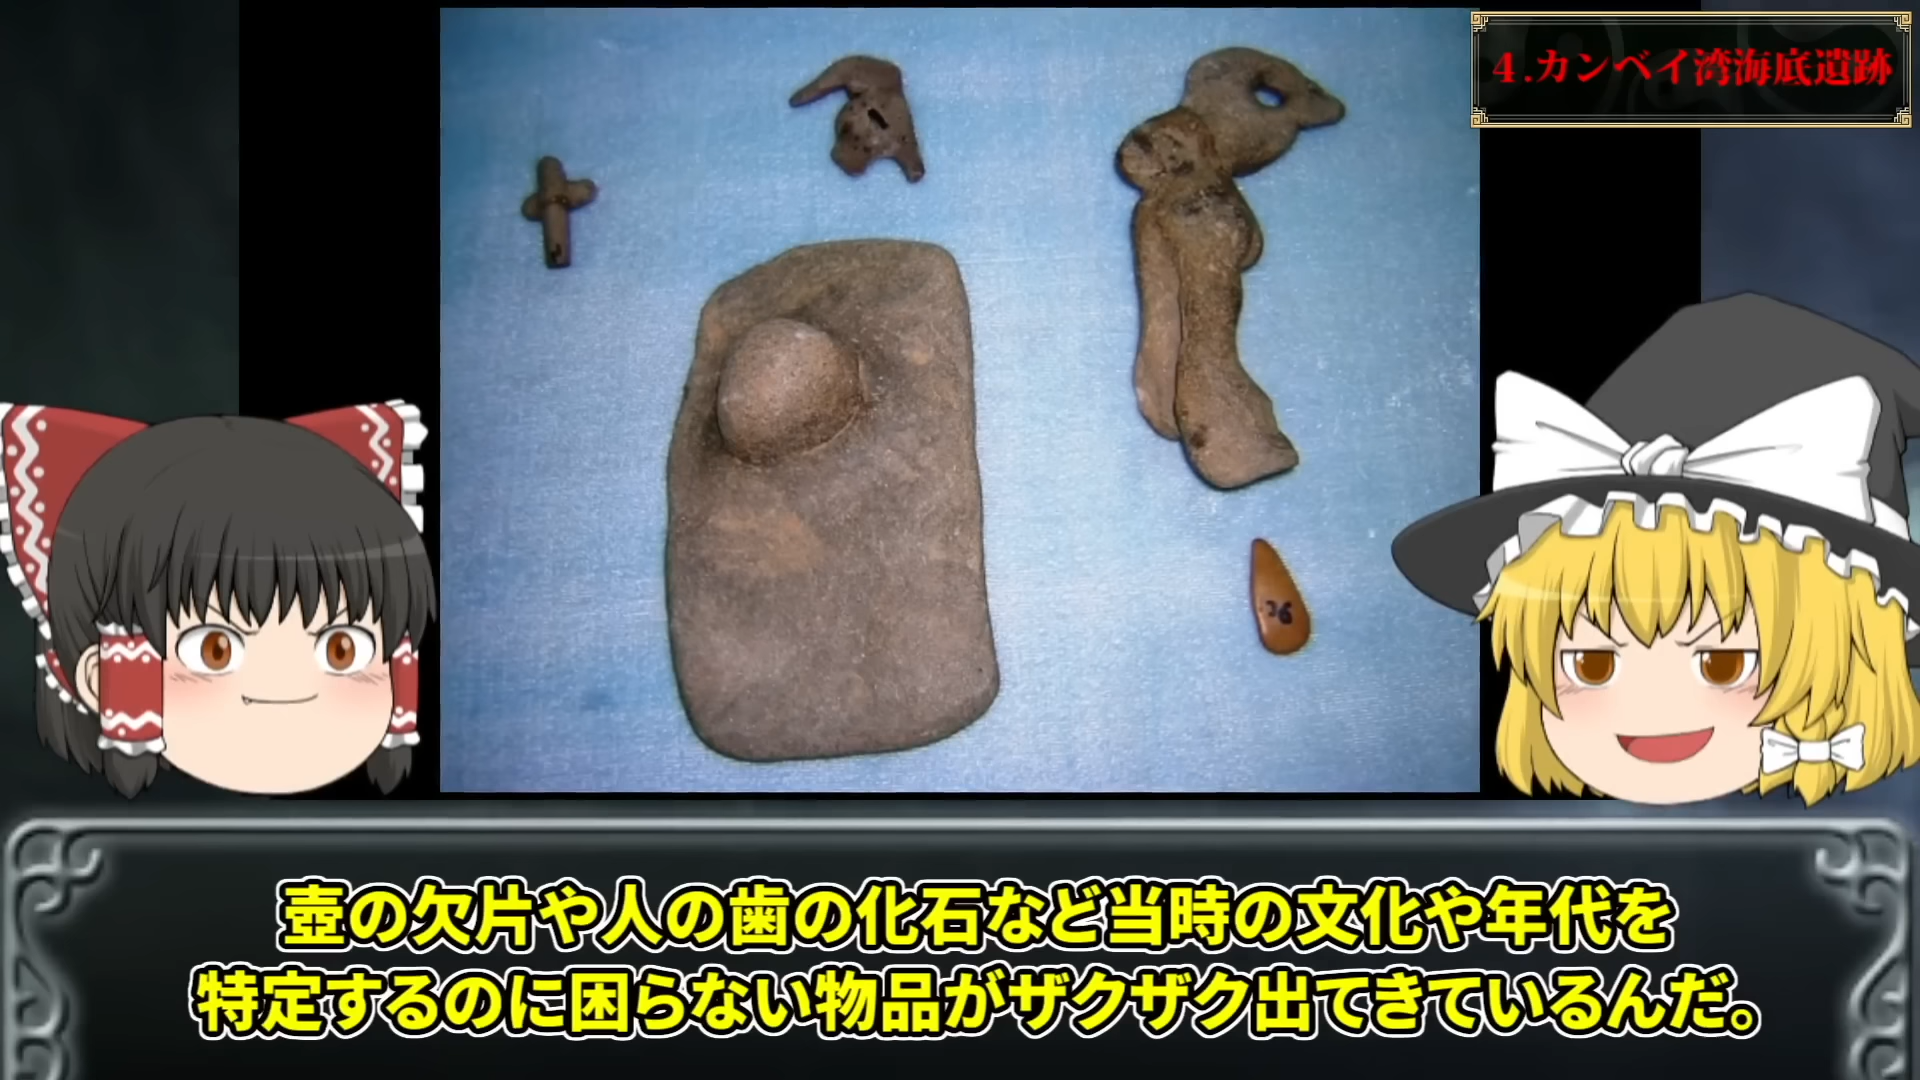 4.カンベイ湾海底遺跡
26
壺の欠片や人の歯の化石など当時の文化や年代を
特定するのに困らない物品がザクザク出てきているんだ。